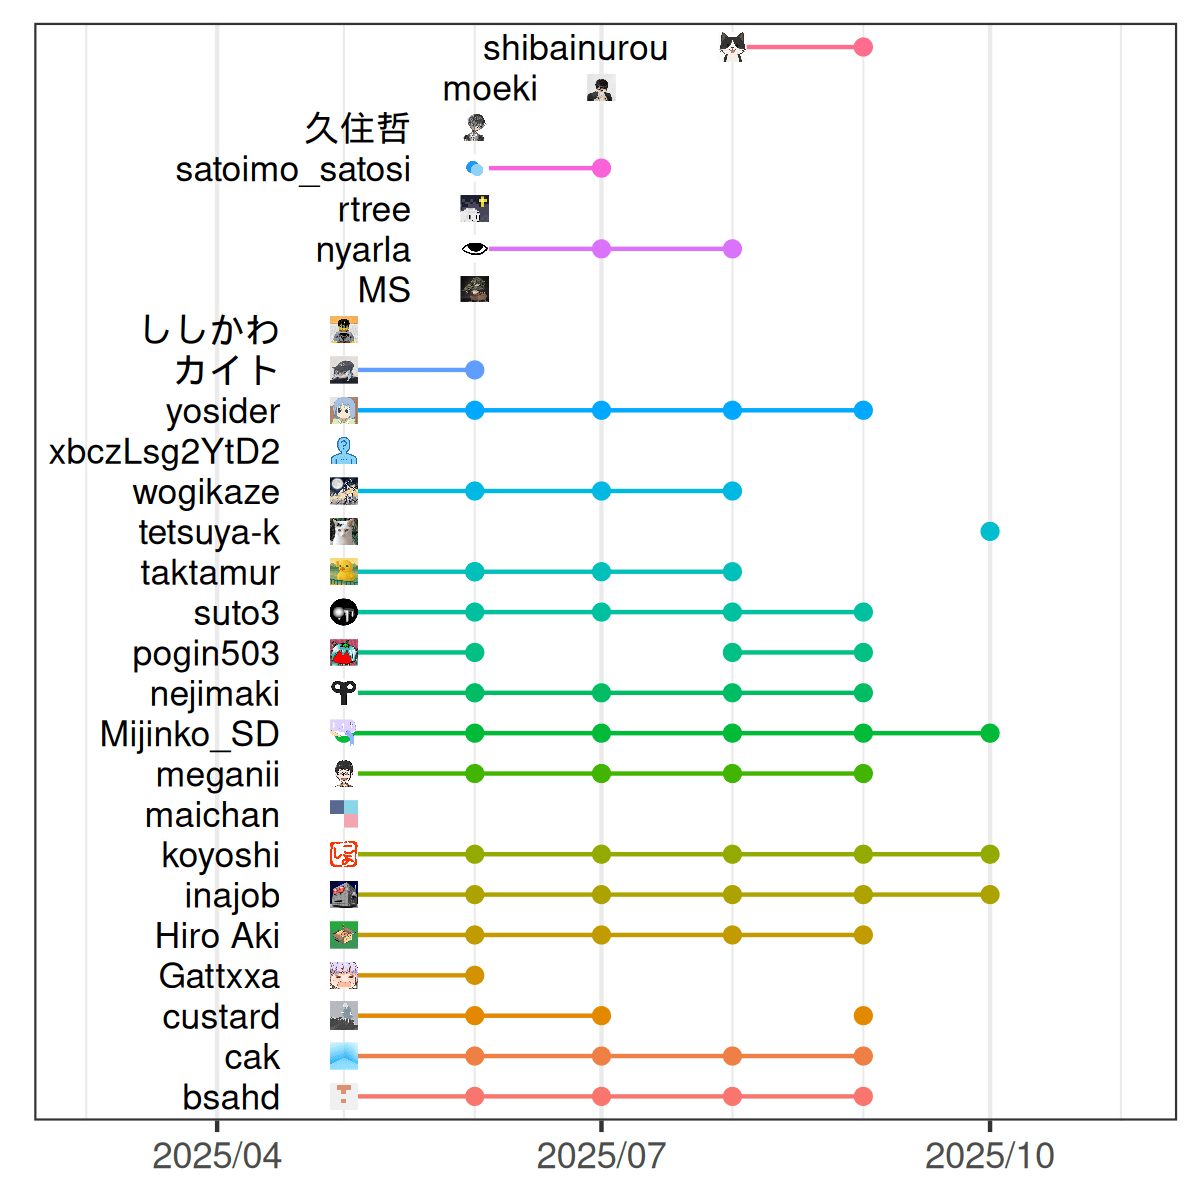 shibainurou
moeki
久住哲
satoimo_satosi
rtree
nyarla
MS
ししかわ
カイト
yosider
xbczLsg2YtD2
wogikaze
tetsuya-k
taktamur
suto3
pogin503
nejimaki
Mijinko_SD
meganii
maichan
koyoshi
inajob
Hiro Aki
Gattxxa
custard
cak
bsahd
2025/04 2025/07 2025/10